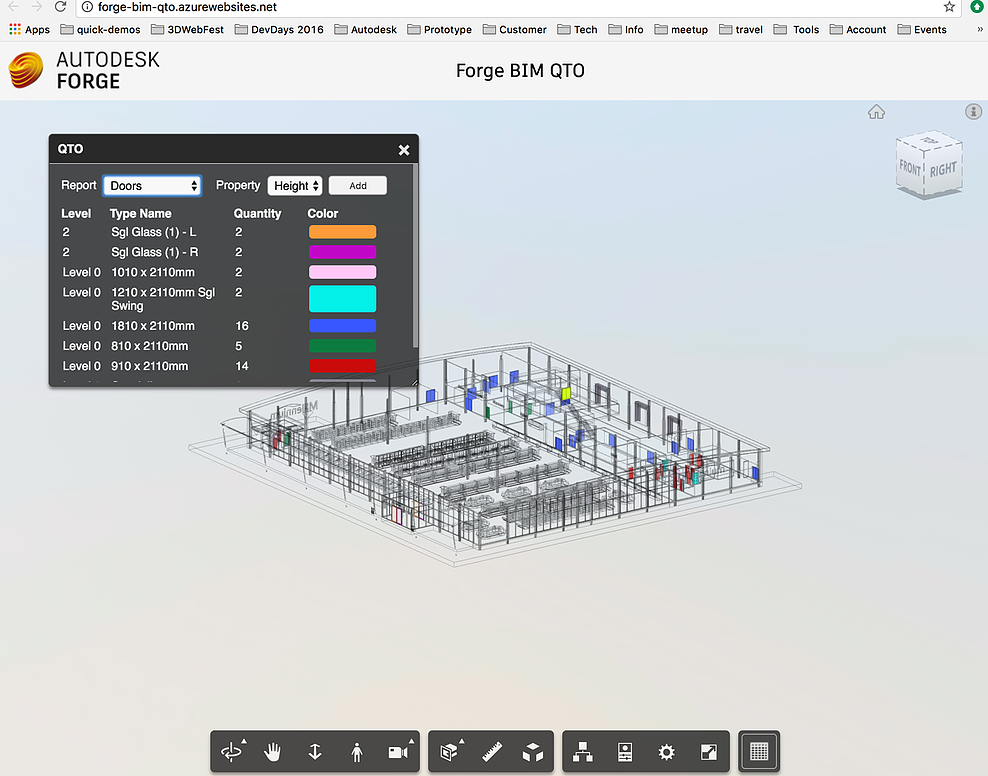 forge-bim-qto.azurewebsites.net
Apps quick-demos 3DWebFest DevDays 2016 Autodesk Prototype Customer Tech Info meetup travel Tools Account Events »
AUTODESK
FORGE
Forge BIM QTO
TOP
FRONT RIGHT
QTO
Report Doors Property Height Add
Level Type Name Quantity Color
2 Sgl Glass (1) - L 2
2 Sgl Glass (1) - R 2
Level 0 1010 x 2110mm 2
Level 0 1210 x 2110mm Sgl 2
Swing
Level 0 1810 x 2110mm 16
Level 0 810 x 2110mm 5
Level 0 910 x 2110mm 14